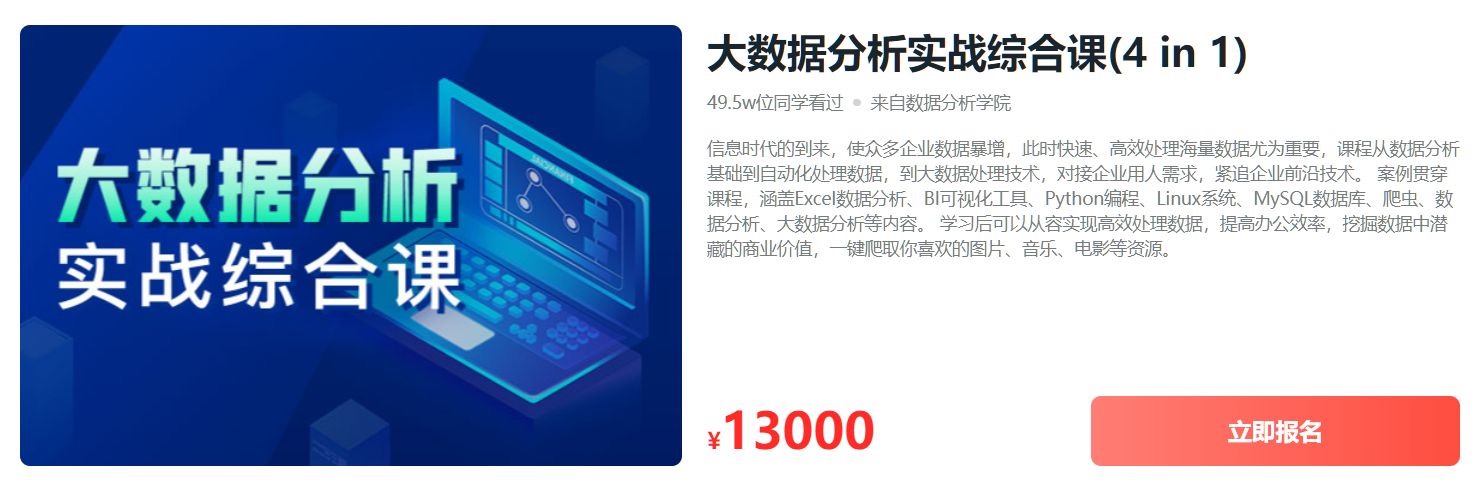 大数据分析
实战综合课
FINANCIAL
大数据分析实战综合课(4 in 1)
49.5w位同学看过 ● 来自数据分析学院
信息时代的到来，使众多企业数据暴增，此时快速、高效处理海量数据尤为重要，课程从数据分析
基础到自动化处理数据，到大数据处理技术，对接企业用人需求，紧追企业前沿技术。 案例贯穿
课程，涵盖Excel数据分析、BI可视化工具、Python编程、Linux系统、MySQL数据库、爬虫、数
据分析、大数据分析等内容。 学习后可以从容实现高效处理数据，提高办公效率，挖掘数据中潜
藏的商业价值，一键爬取你喜欢的图片、音乐、电影等资源。
¥13000
立即报名